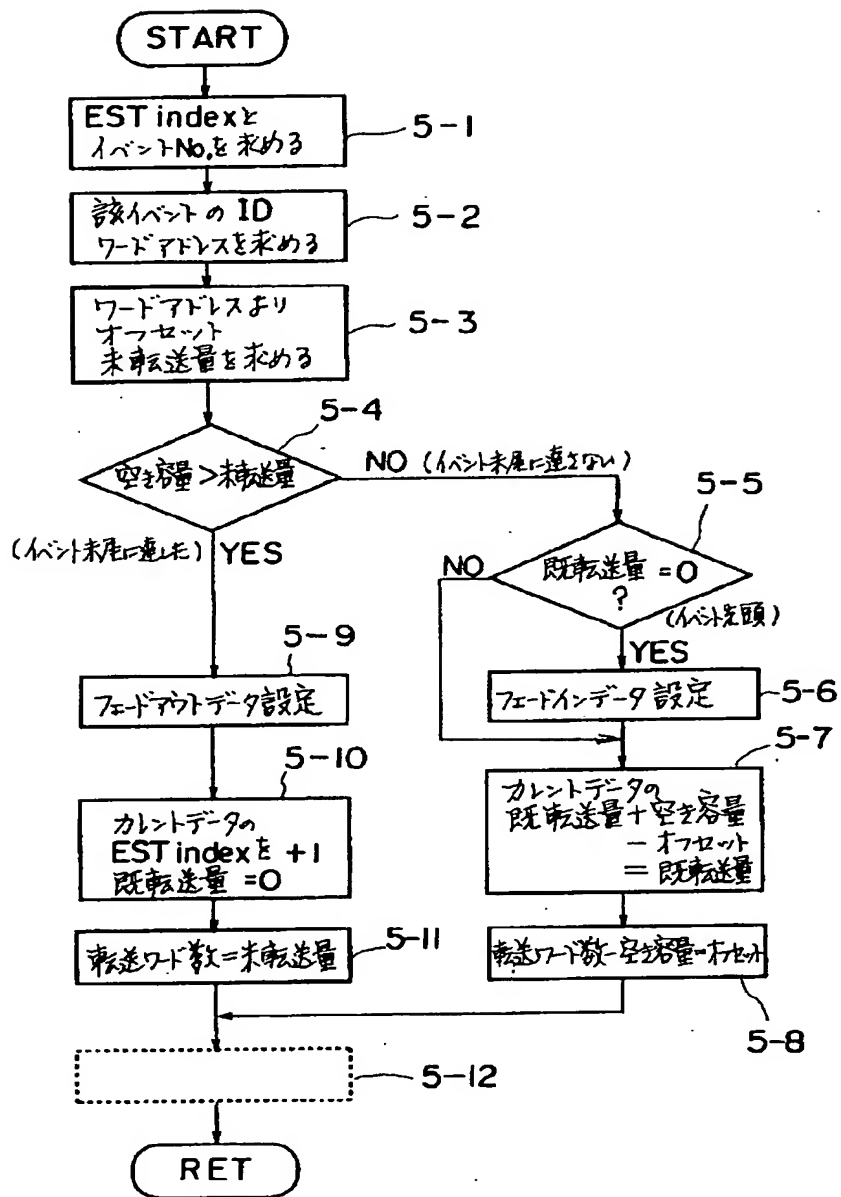 START
EST indexと
イベントNo.を求める
5-1
該イベントの ID
ワードアドレスを求める
5-2
ワードアドレスより
オフセット
未転送量を求める
5-3
5-4
空き容量>未転送量
NO (イベント末尾に達さない)
(イベント末尾に達した) YES
5-5
既転送量=0
?
(イベント先頭)
NO
YES
フェードインデータ設定
5-6
5-7
カレントデータの
既転送量+空き容量
-オフセット
=既転送量
転送ワード数=空き容量-オフセット
5-8
5-9
フェードアウトデータ設定
5-10
カレントデータの
EST indexを +1
既転送量=0
転送ワード数=未転送量
5-11
5-12
RET